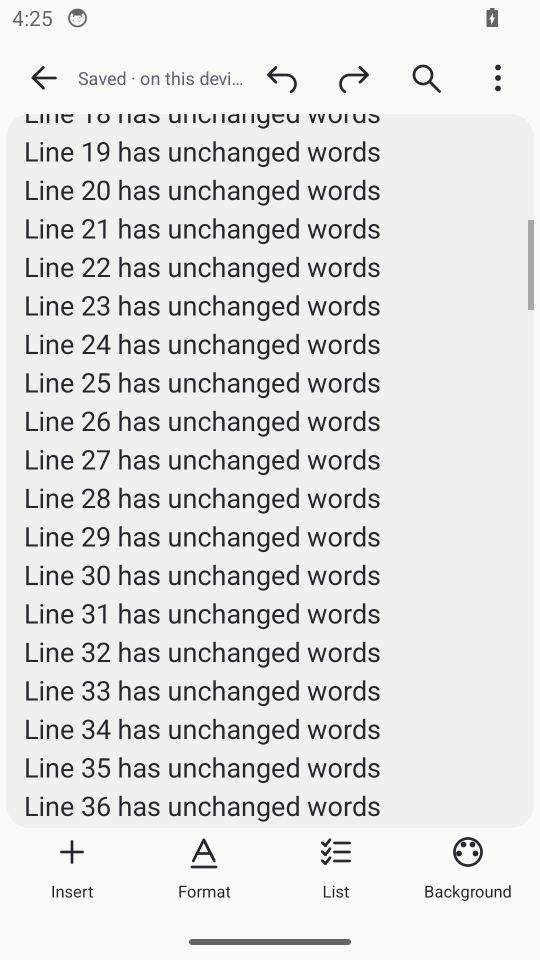 4:25
Saved · on this devi…
Line 18 has unchanged words
Line 19 has unchanged words
Line 20 has unchanged words
Line 21 has unchanged words
Line 22 has unchanged words
Line 23 has unchanged words
Line 24 has unchanged words
Line 25 has unchanged words
Line 26 has unchanged words
Line 27 has unchanged words
Line 28 has unchanged words
Line 29 has unchanged words
Line 30 has unchanged words
Line 31 has unchanged words
Line 32 has unchanged words
Line 33 has unchanged words
Line 34 has unchanged words
Line 35 has unchanged words
Line 36 has unchanged words
Insert Format List Background